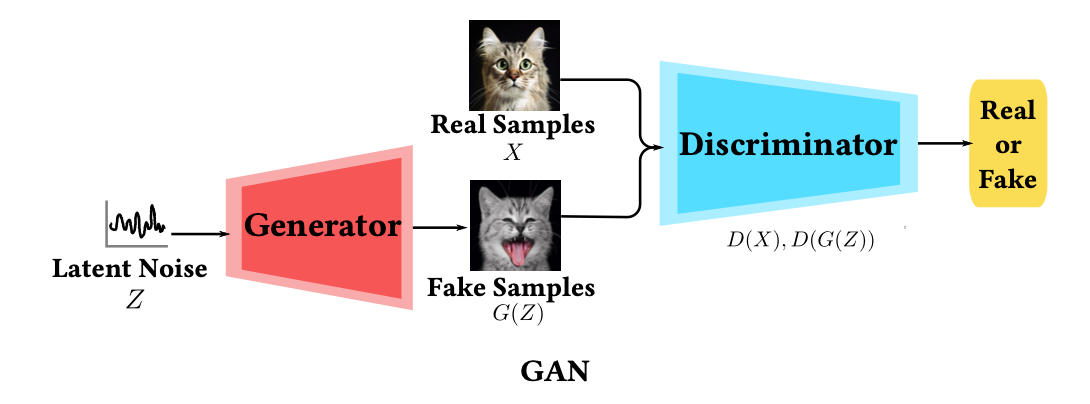 Real Samples
X
Discriminator
Real
or
Fake
Generator
Latent Noise
Z
Fake Samples
G(Z)
D(X), D(G(Z))
GAN